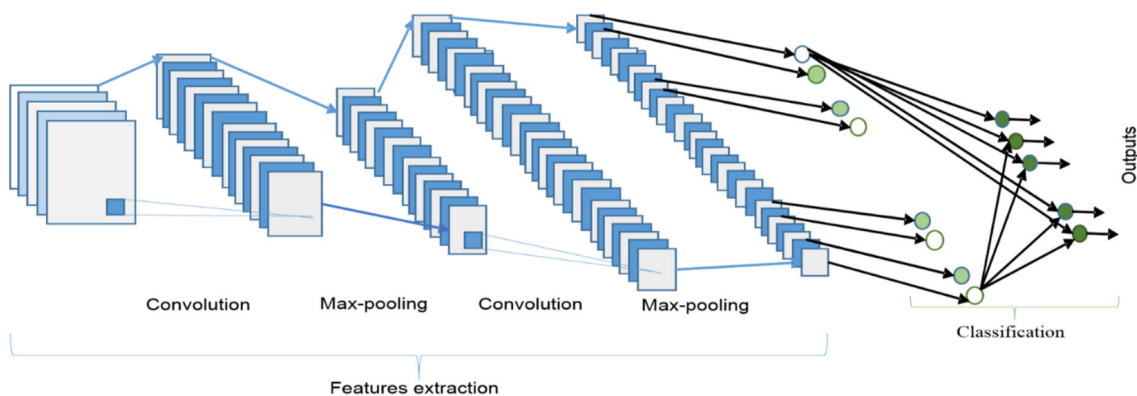 Outputs
Convolution
Max-pooling
Convolution
Max-pooling
Classification
Features extraction